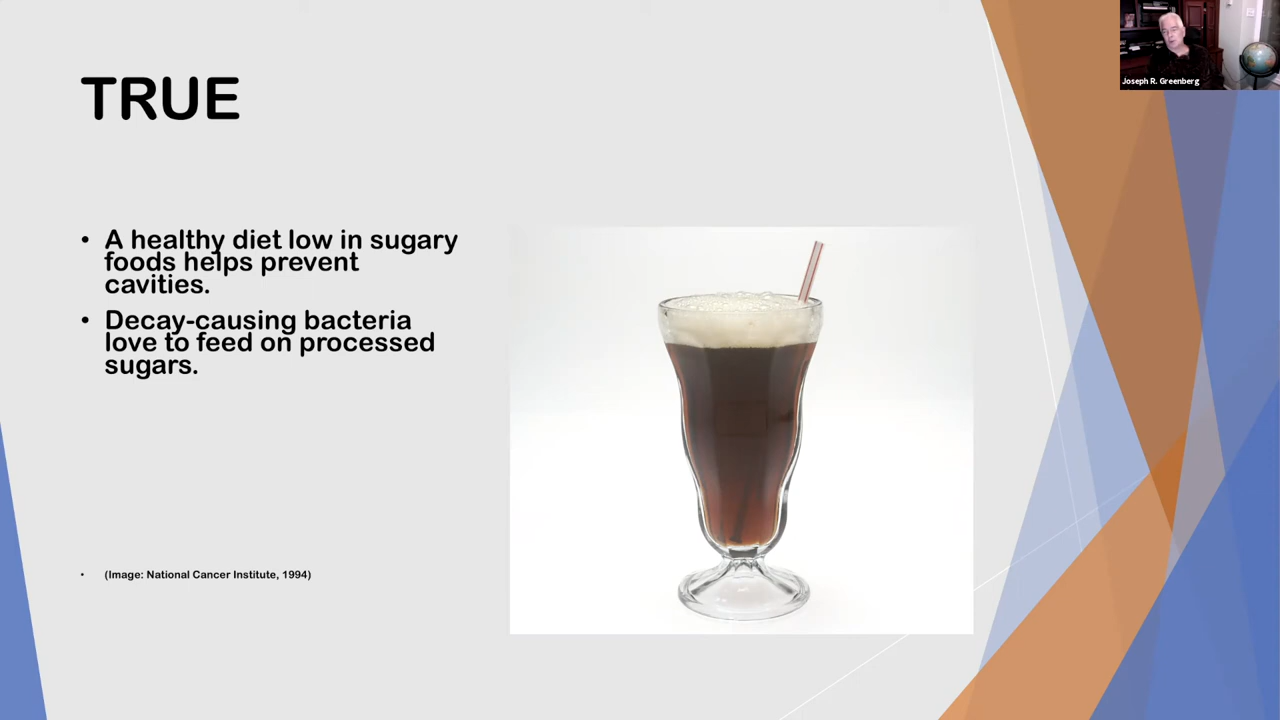 Joseph R. Greenberg
TRUE
• A healthy diet low in sugary
foods helps prevent
cavities.
• Decay-causing bacteria
love to feed on processed
sugars.
• (Image: National Cancer Institute, 1994)